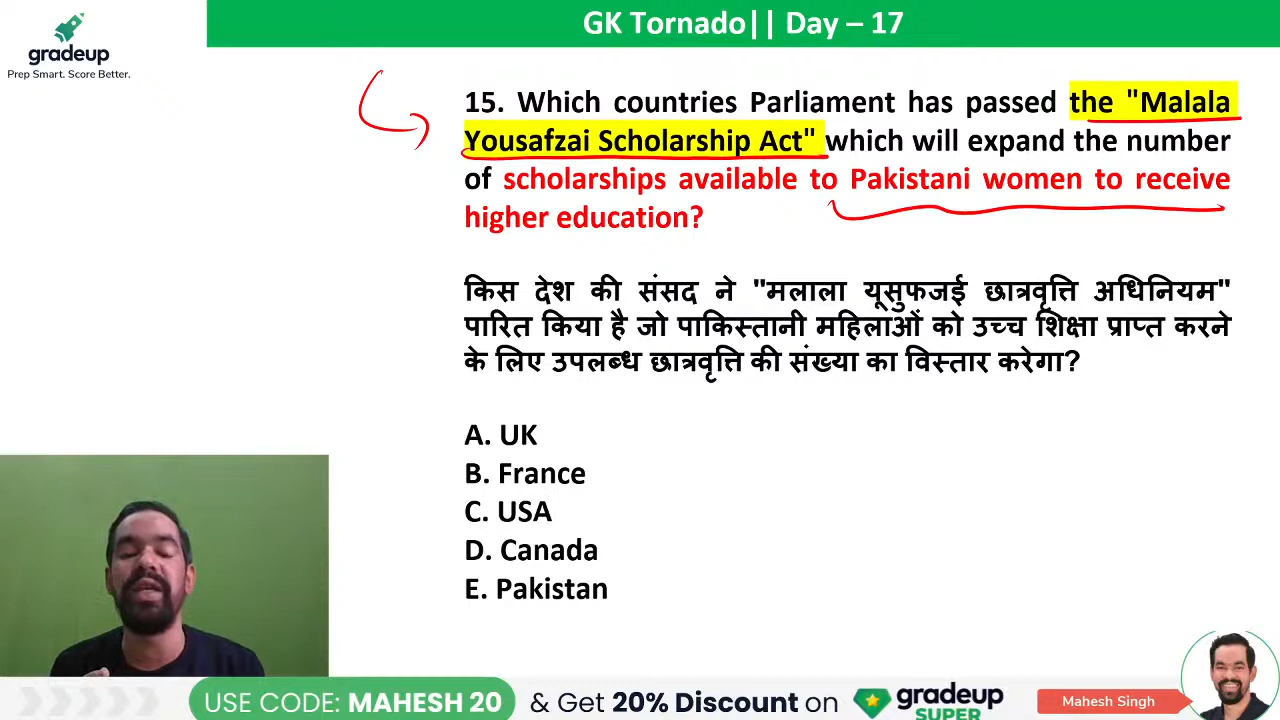 GK Tornado|| Day – 17
gradeup
Prep Smart. Score Better.
15. Which countries Parliament has passed the "Malala
Yousafzai Scholarship Act" which will expand the number
of scholarships available to Pakistani women to receive
higher education?
किस देश की संसद ने "मलाला यूसुफजई छात्रवृत्ति अधिनियम"
पारित किया है जो पाकिस्तानी महिलाओं को उच्च शिक्षा प्राप्त करने
के लिए उपलब्ध छात्रवृत्ति की संख्या का विस्तार करेगा?
A. UK
B. France
C. USA
D. Canada
E. Pakistan
USE CODE: MAHESH 20 & Get 20% Discount on gradeup
SUPER
Mahesh Singh